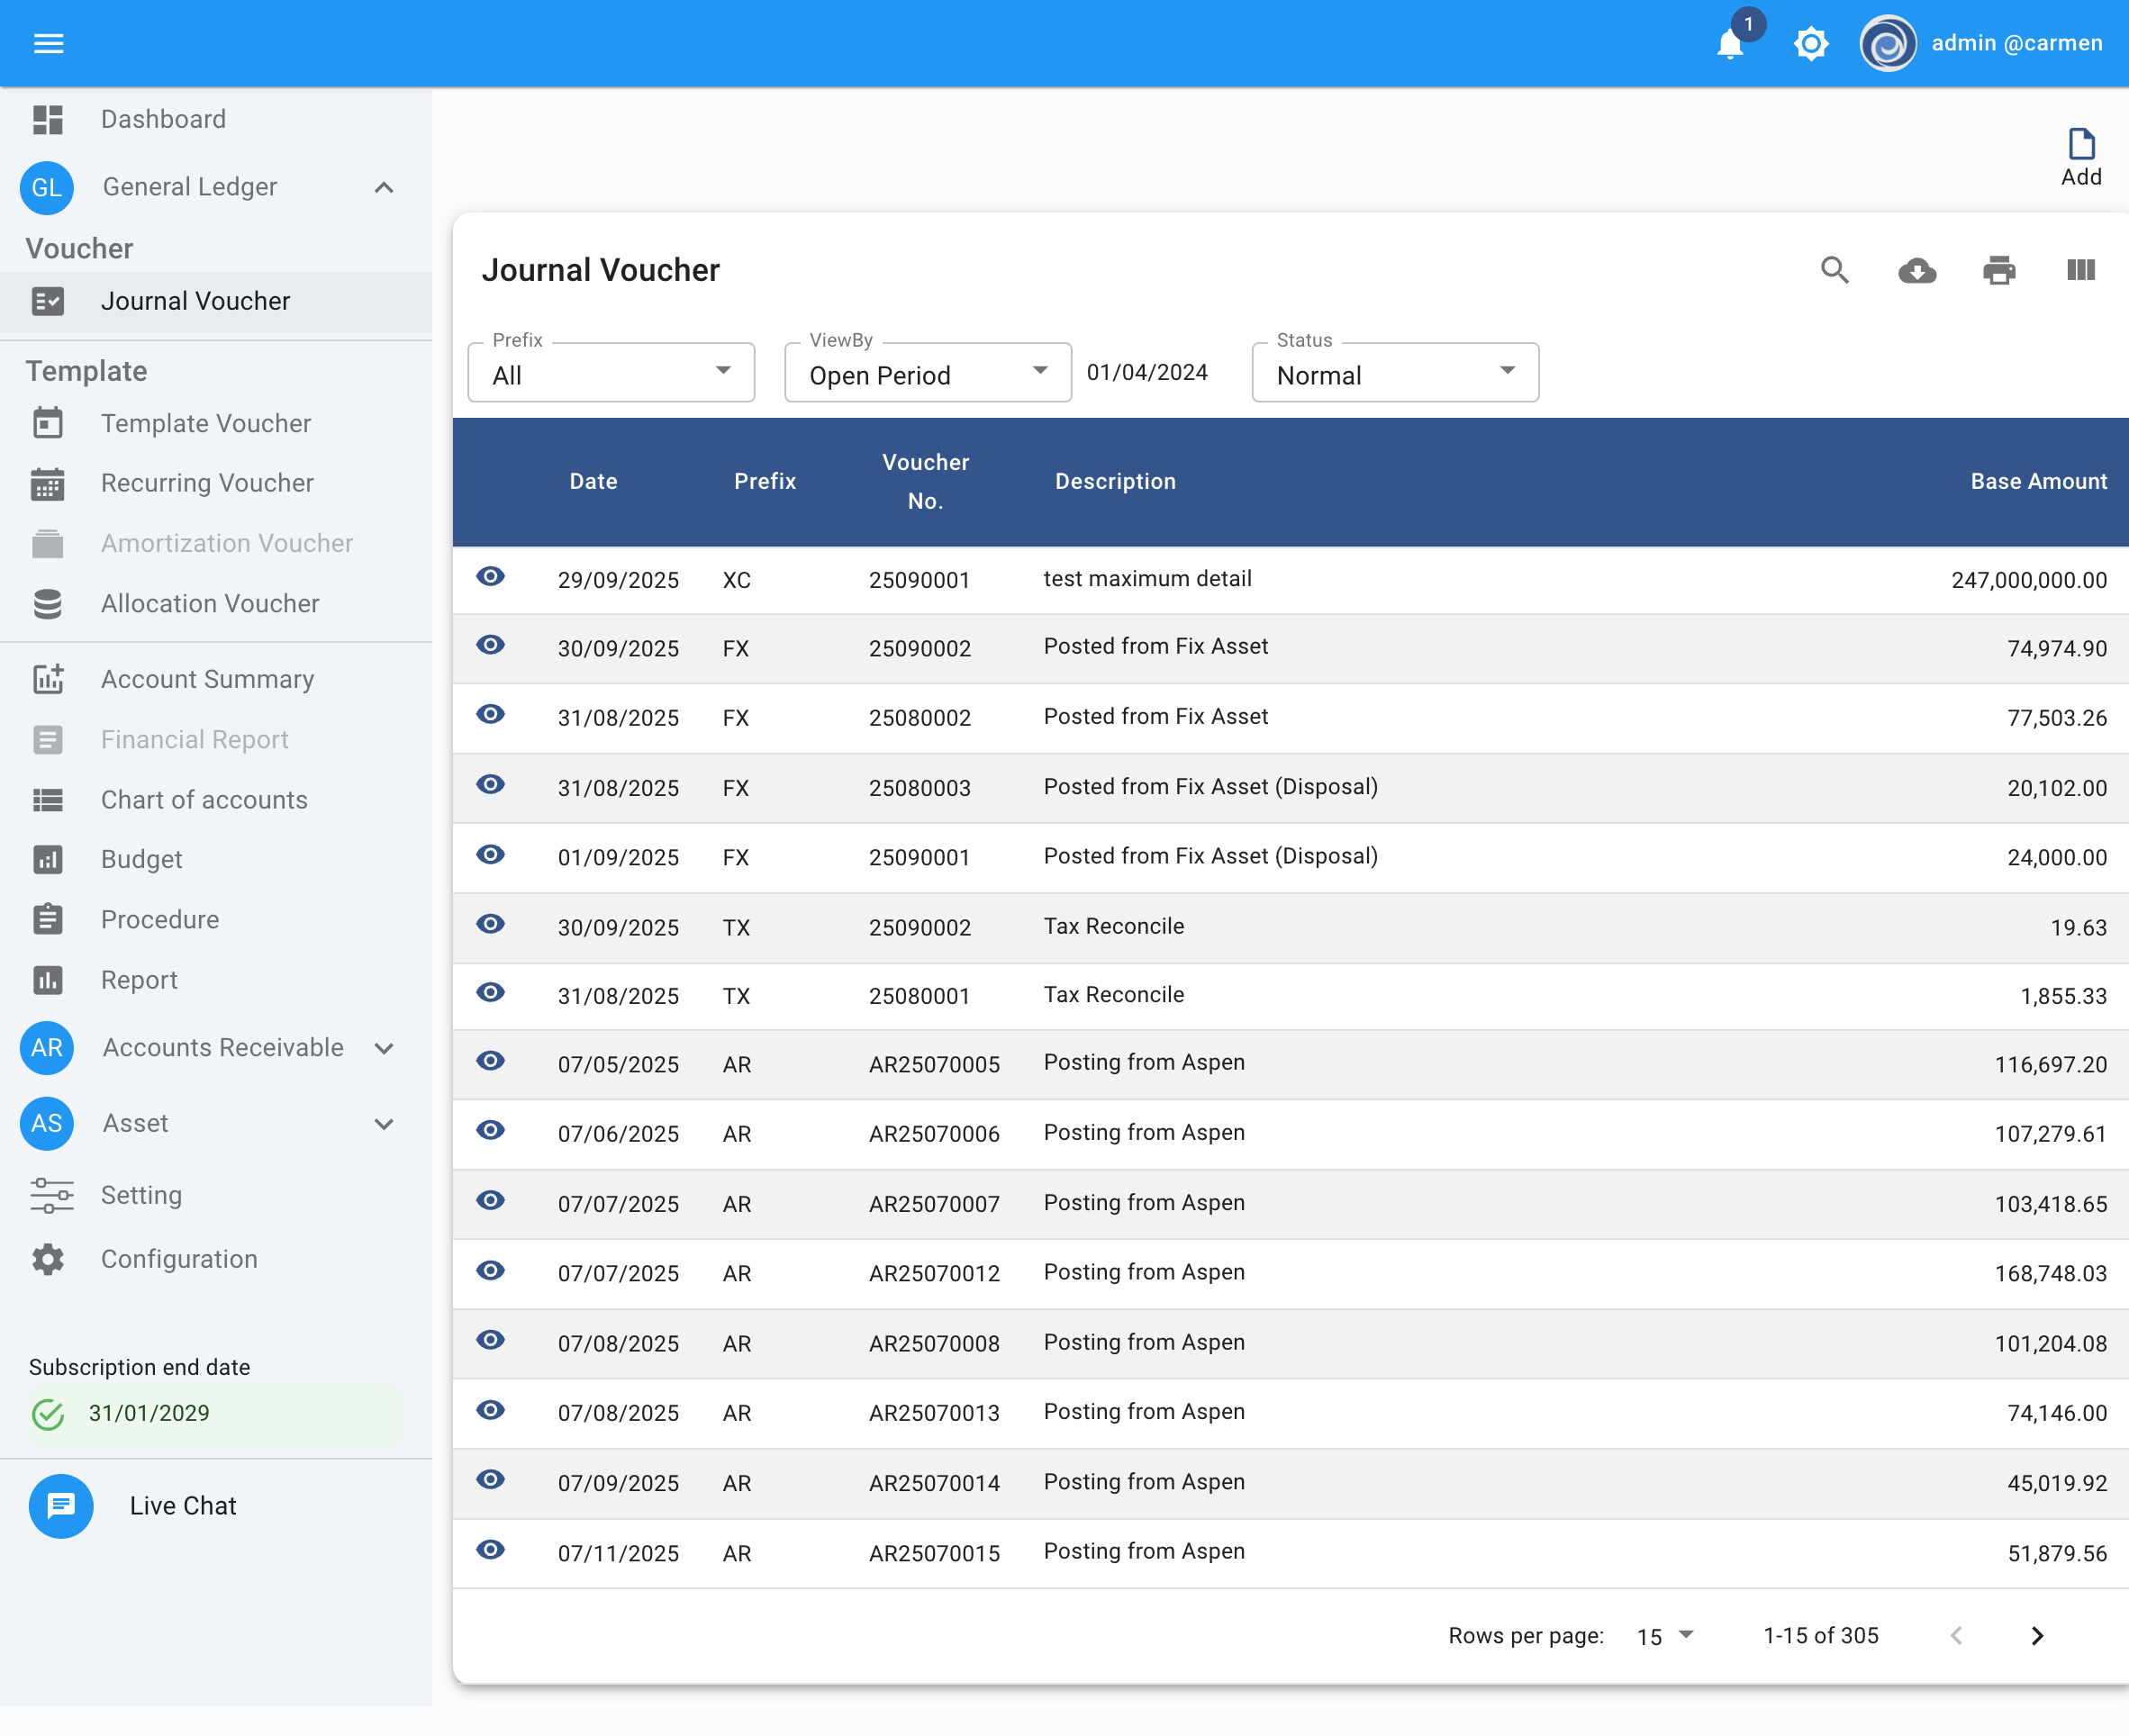 1
admin @carmen
Dashboard
GL General Ledger
Voucher
Journal Voucher
Template
Template Voucher
Recurring Voucher
Amortization Voucher
Allocation Voucher
Account Summary
Financial Report
Chart of accounts
Budget
Procedure
Report
AR Accounts Receivable
AS Asset
Setting
Configuration
Subscription end date
31/01/2029
Live Chat
Add
Journal Voucher
Prefix ViewBy Status
All Open Period 01/04/2024 Normal
Date Prefix Voucher No. Description Base Amount
29/09/2025 XC 25090001 test maximum detail 247,000,000.00
30/09/2025 FX 25090002 Posted from Fix Asset 74,974.90
31/08/2025 FX 25080002 Posted from Fix Asset 77,503.26
31/08/2025 FX 25080003 Posted from Fix Asset (Disposal) 20,102.00
01/09/2025 FX 25090001 Posted from Fix Asset (Disposal) 24,000.00
30/09/2025 TX 25090002 Tax Reconcile 19.63
31/08/2025 TX 25080001 Tax Reconcile 1,855.33
07/05/2025 AR AR25070005 Posting from Aspen 116,697.20
07/06/2025 AR AR25070006 Posting from Aspen 107,279.61
07/07/2025 AR AR25070007 Posting from Aspen 103,418.65
07/07/2025 AR AR25070012 Posting from Aspen 168,748.03
07/08/2025 AR AR25070008 Posting from Aspen 101,204.08
07/08/2025 AR AR25070013 Posting from Aspen 74,146.00
07/09/2025 AR AR25070014 Posting from Aspen 45,019.92
07/11/2025 AR AR25070015 Posting from Aspen 51,879.56
Rows per page: 15 1-15 of 305